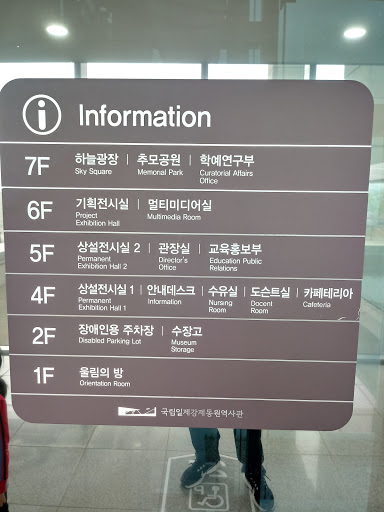 i Information
7F 하늘광장 | 추모공원 | 학예연구부
Sky Square Memorial Park Curatorial Affairs
Office
6F 기획전시실 | 멀티미디어실
Project Multimedia Room
Exhibition Hall
5F 상설전시실 2 | 관장실 | 교육홍보부
Permanent Director's Education Public
Exhibition Hall 2 Office Relations
4F 상설전시실 1 | 안내데스크 | 수유실 | 도슨트실 | 카페테리아
Permanent Information Nursing Docent Cafeteria
Exhibition Hall 1 Room Room
2F 장애인용 주차장 | 수장고
Disabled Parking Lot Museum
Storage
1F 울림의 방
Orientation Room
국립일제강제동원역사관